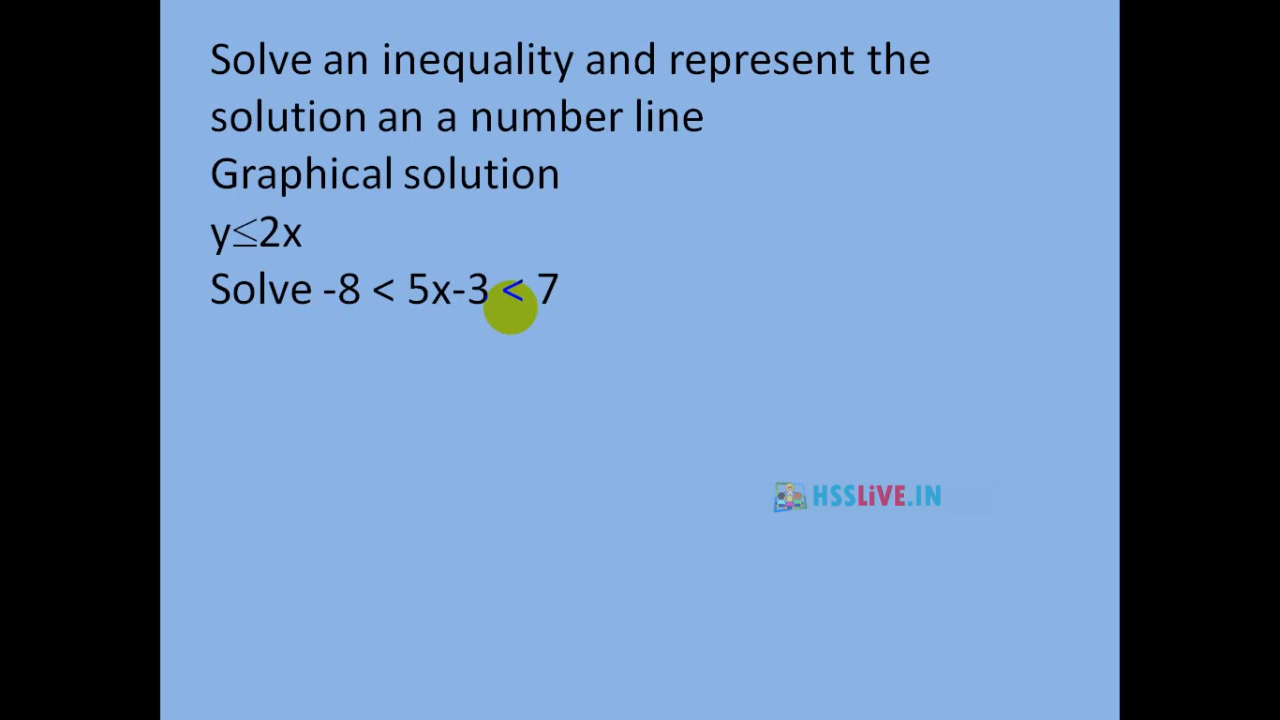 Solve an inequality and represent the
solution an a number line
Graphical solution
y≤2x
Solve -8 < 5x-3 < 7
HSSLiVE.IN